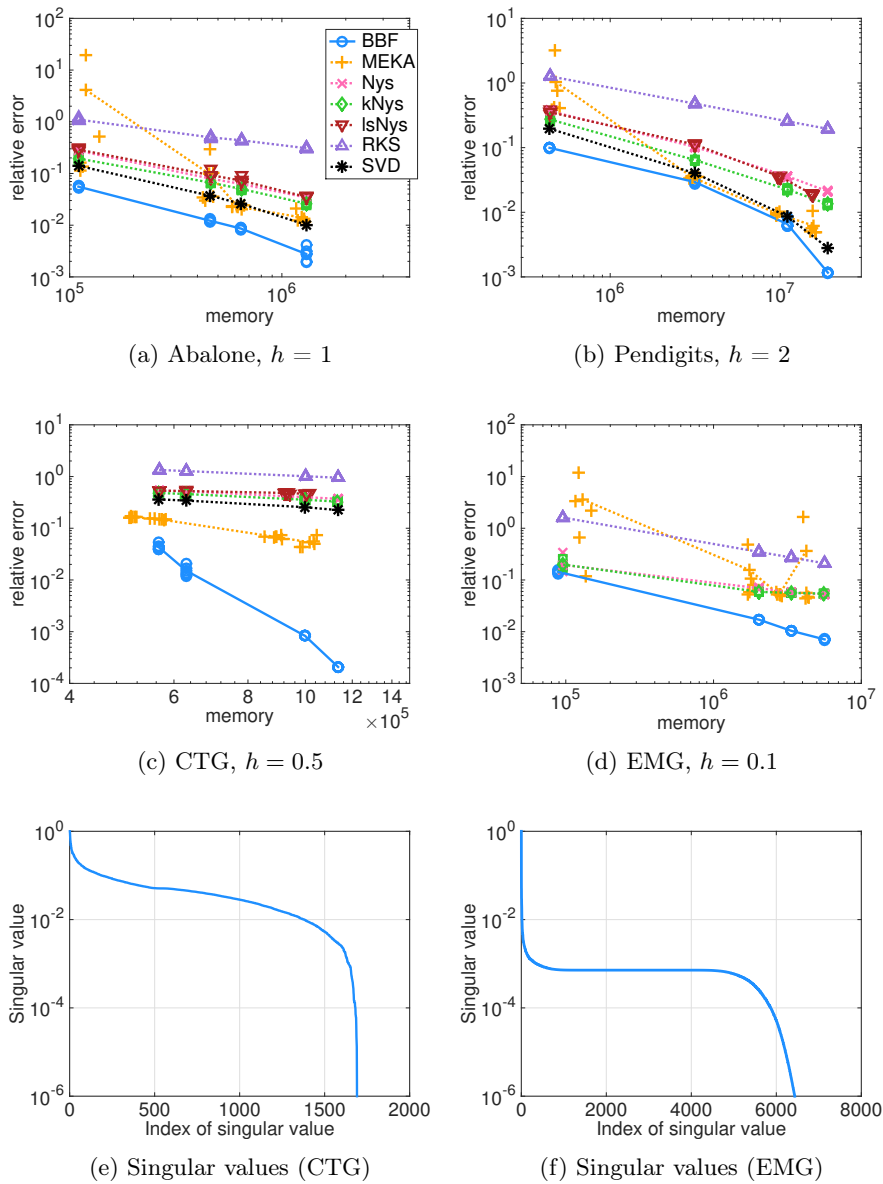 10^2
10^1
10^0
10^-1
10^-2
10^-3
relative error
10^5
10^6
memory
BBF
MEKA
Nys
kNys
lsNys
RKS
SVD
(a) Abalone, h = 1
10^1
10^0
10^-1
10^-2
10^-3
relative error
10^6
10^7
memory
(b) Pendigits, h = 2
10^1
10^0
10^-1
10^-2
10^-3
10^-4
relative error
4
6
8
10
12
14
×10^5
memory
(c) CTG, h = 0.5
10^2
10^1
10^0
10^-1
10^-2
10^-3
relative error
10^5
10^6
10^7
memory
(d) EMG, h = 0.1
10^0
10^-2
10^-4
10^-6
Singular value
0
500
1000
1500
2000
Index of singular value
(e) Singular values (CTG)
10^0
10^-2
10^-4
10^-6
Singular value
0
2000
4000
6000
8000
Index of singular value
(f) Singular values (EMG)